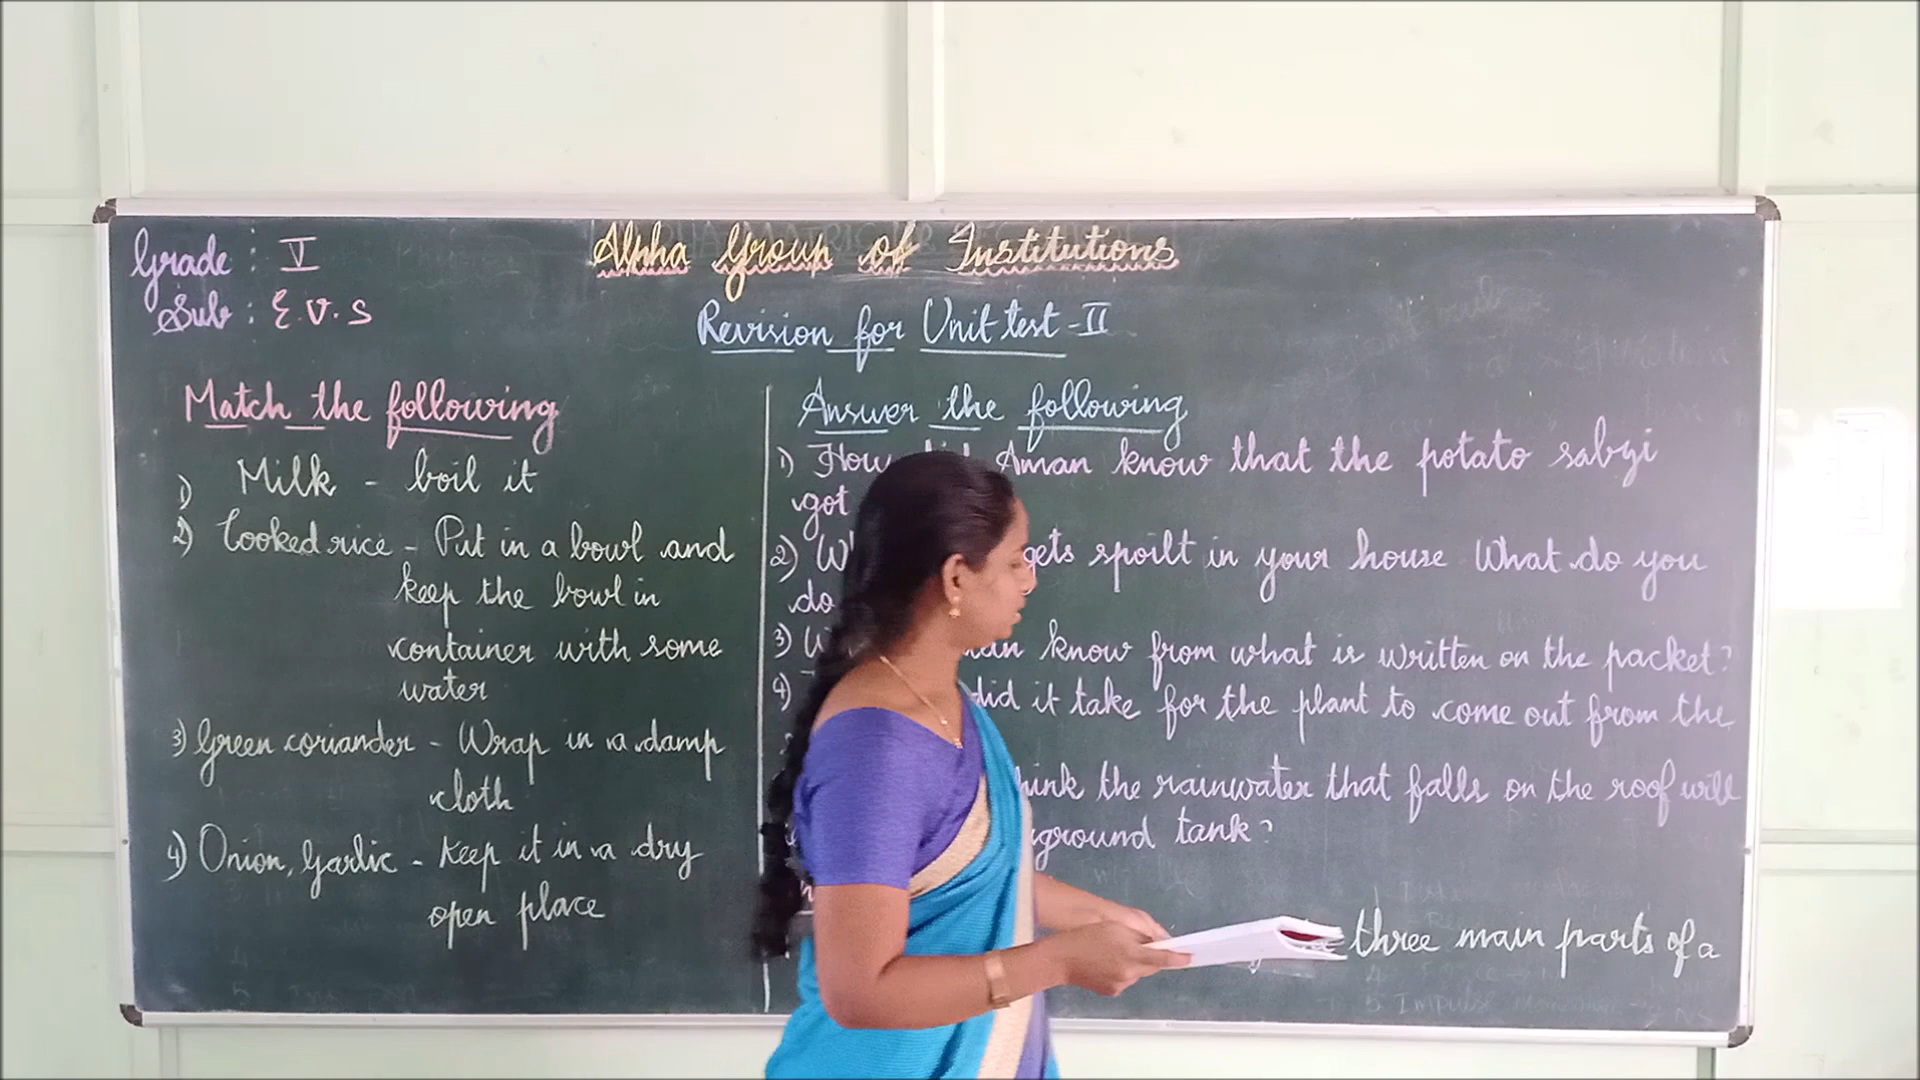 Alpha Group of Institutions
Grade : V
Sub : E.V.S
Revision for Unit test - II
Match the following
1) Milk - boil it
2) Cooked rice - Put in a bowl and
keep the bowl in
container with some
water
3) Green coriander - Wrap in a damp
cloth
4) Onion, Garlic - Keep it in a dry
open place
Answer the following
1) How Aman know that the potato sabzi
got
2) gets spoilt in your house What do you
do
3) know from what is written on the packet?
4) did it take for the plant to come out from the
the rainwater that falls on the roof will
tank?
three main parts of a